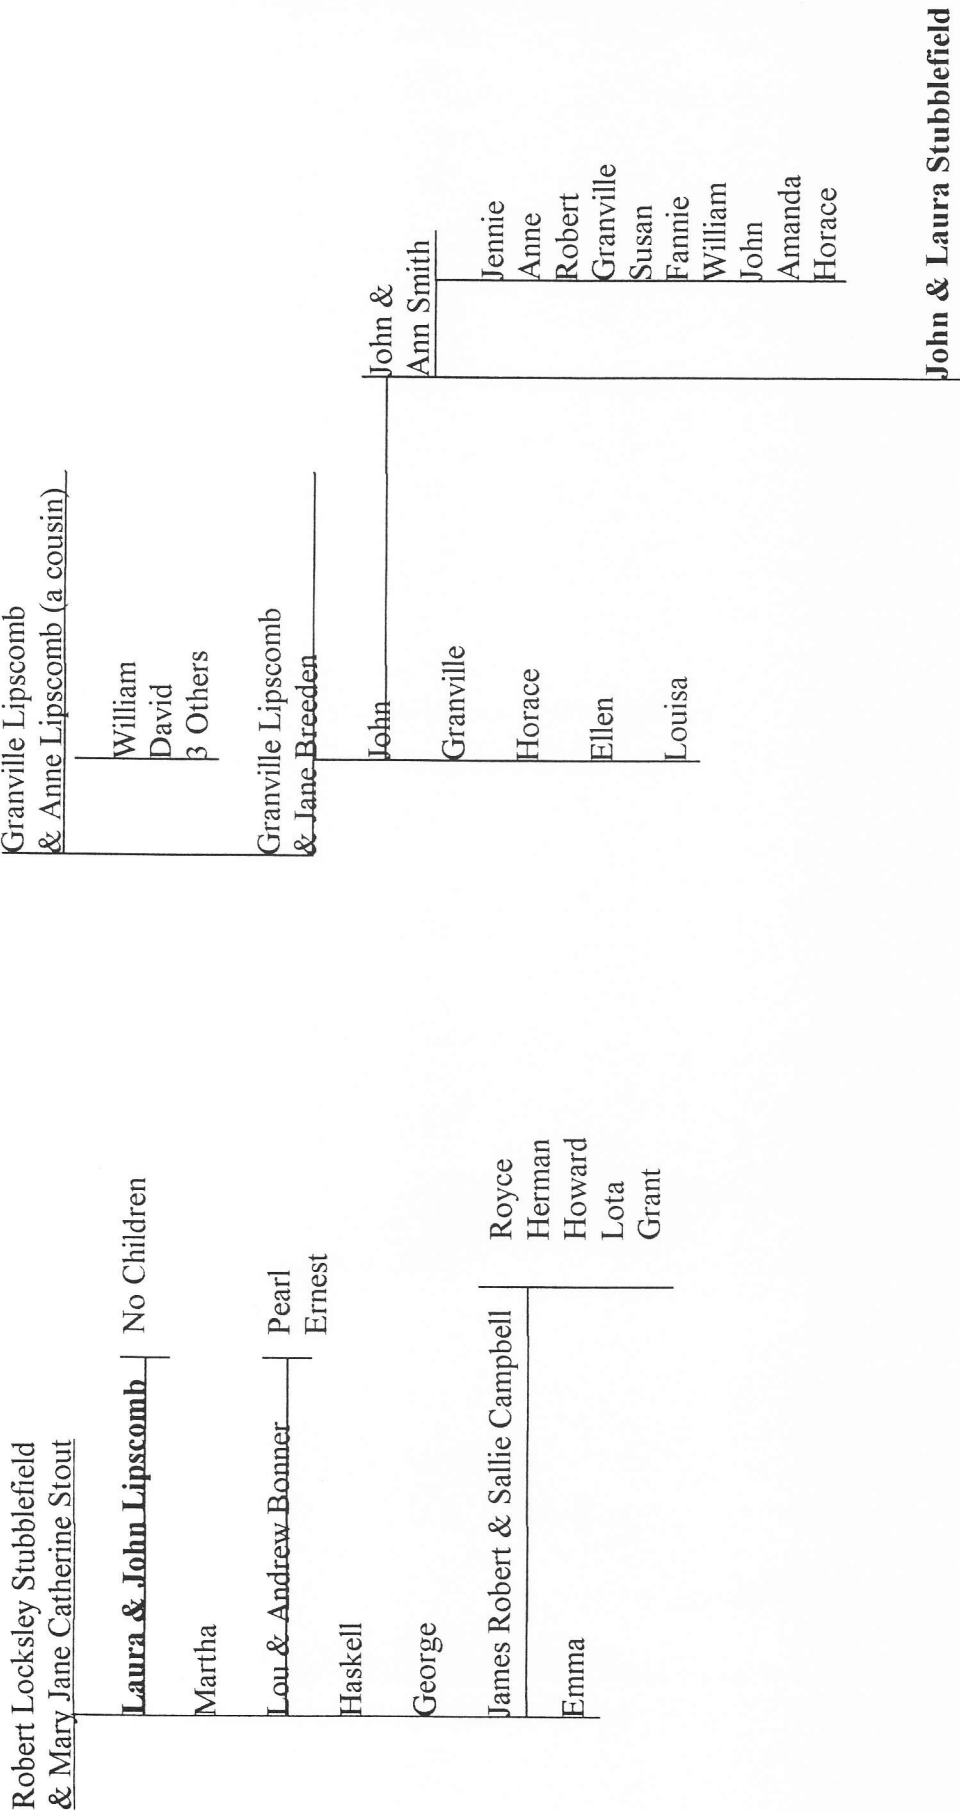 Robert Locksley Stubblefield
& Mary Jane Catherine Stout
Laura & John Lipscomb
No Children
Martha
Lou & Andrew Bonner
Pearl
Ernest
Haskell
George
James Robert & Sallie Campbell
Royce
Herman
Howard
Lota
Grant
Emma
Granville Lipscomb
& Anne Lipscomb (a cousin)
William
David
3 Others
Granville Lipscomb
& Jane Breeden
John
Granville
Horace
Ellen
Louisa
John &
Ann Smith
Jennie
Anne
Robert
Granville
Susan
Fannie
William
John
Amanda
Horace
John & Laura Stubblefield